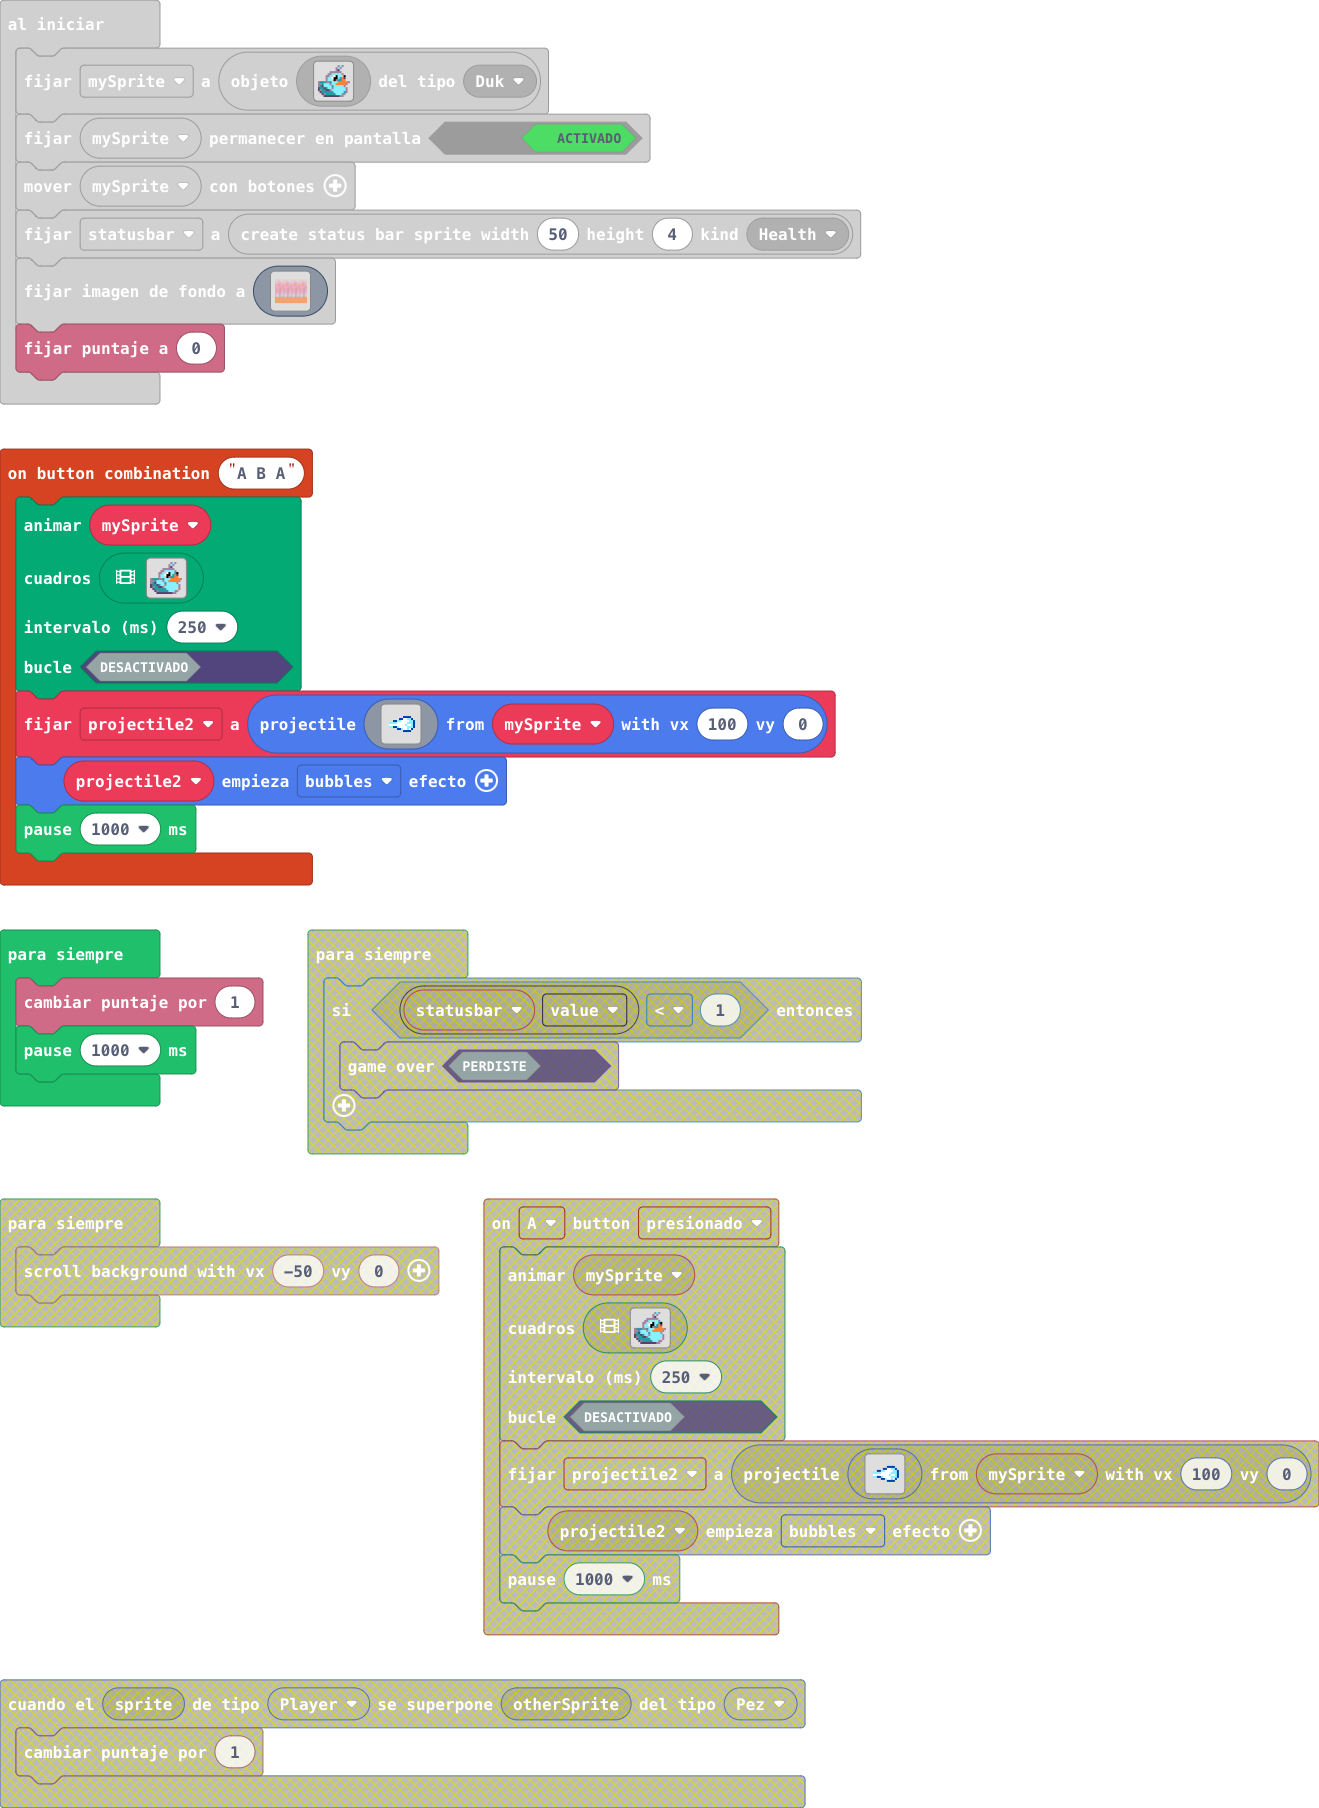 al iniciar
fijar mySprite a objeto del tipo Duk
fijar mySprite permanecer en pantalla ACTIVADO
mover mySprite con botones
fijar statusbar a create status bar sprite width 50 height 4 kind Health
fijar imagen de fondo a
fijar puntaje a 0
on button combination "A B A"
animar mySprite
cuadros
intervalo (ms) 250
bucle DESACTIVADO
fijar projectile2 a projectile from mySprite with vx 100 vy 0
projectile2 empieza bubbles efecto
pause 1000 ms
para siempre
cambiar puntaje por 1
pause 1000 ms
para siempre
si statusbar value < 1 entonces
game over PERDISTE
para siempre
scroll background with vx -50 vy 0
on A button presionado
animar mySprite
cuadros
intervalo (ms) 250
bucle DESACTIVADO
fijar projectile2 a projectile from mySprite with vx 100 vy 0
projectile2 empieza bubbles efecto
pause 1000 ms
cuando el sprite de tipo Player se superpone otherSprite del tipo Pez
cambiar puntaje por 1